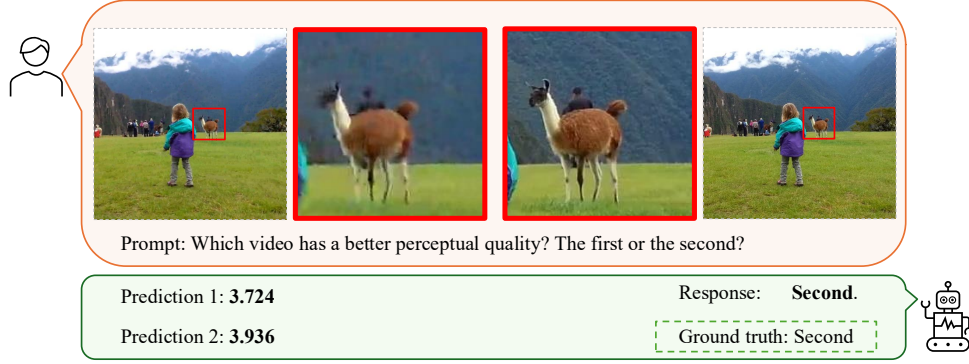 Prompt: Which video has a better perceptual quality? The first or the second?
Prediction 1: 3.724
Response: Second.
Prediction 2: 3.936
Ground truth: Second